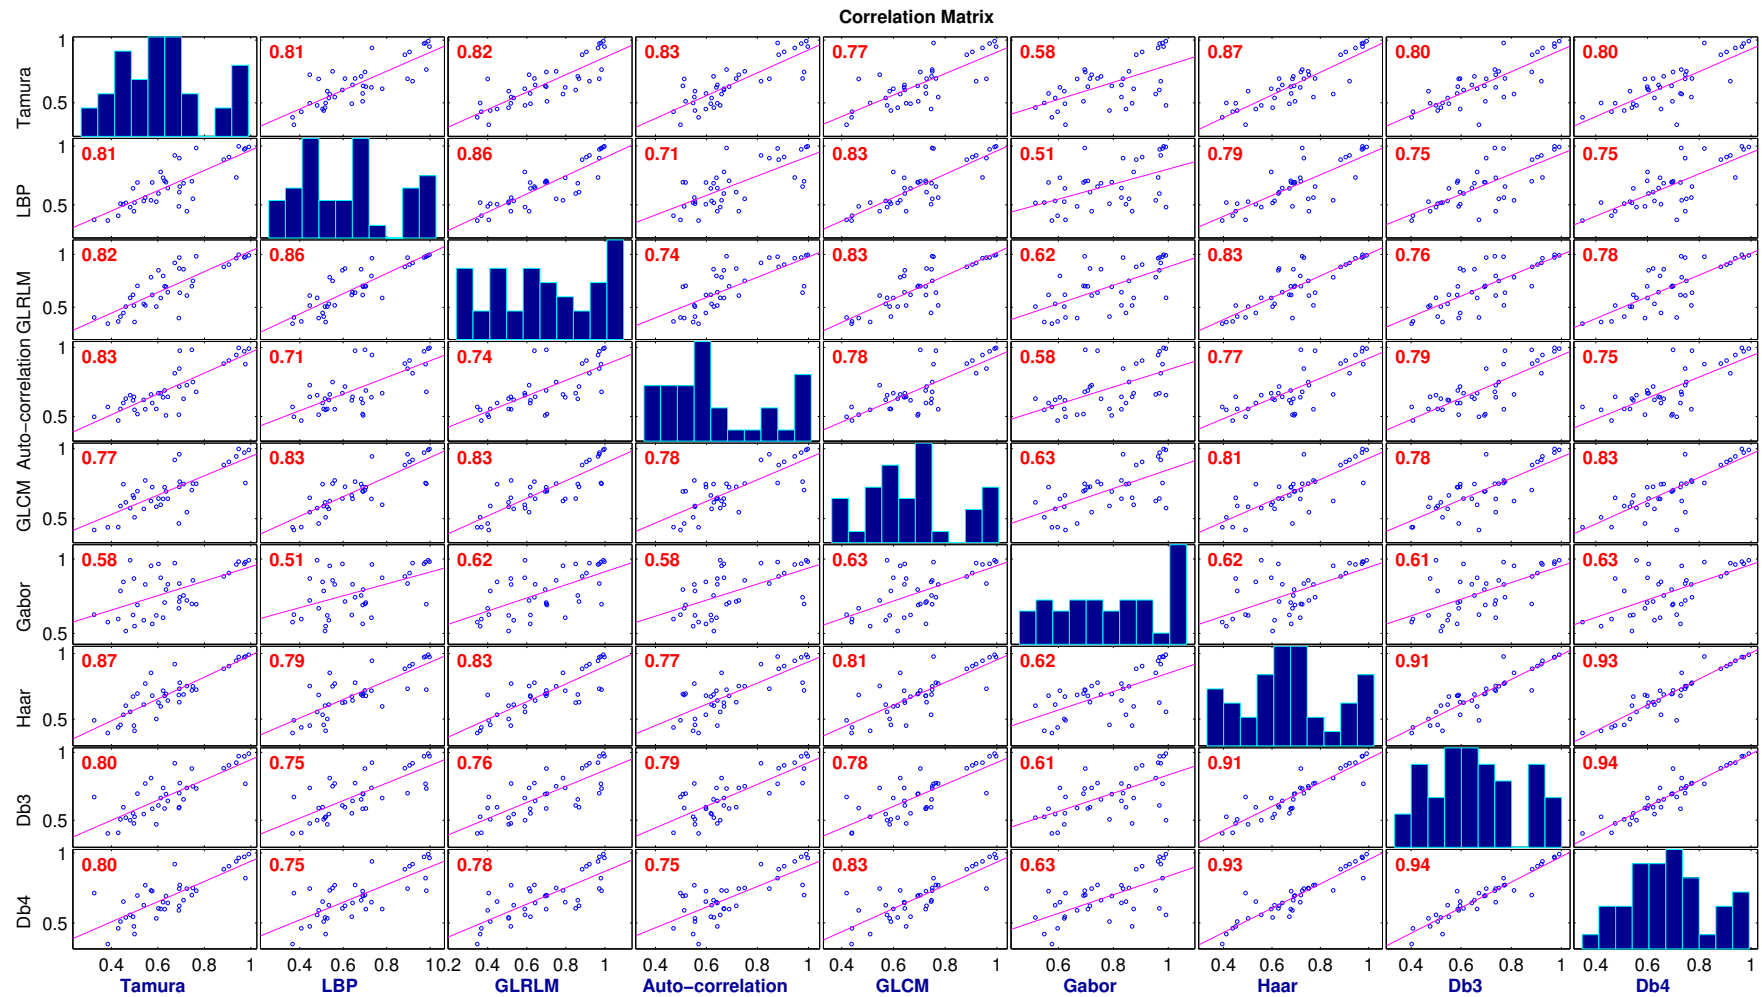 Correlation Matrix
1 0.81 0.82 0.83 0.77 0.58 0.87 0.80 0.80
Tamura
0.5
1 0.81 0.86 0.71 0.83 0.51 0.79 0.75 0.75
LBP
0.5
1 0.82 0.86 0.74 0.83 0.62 0.83 0.76 0.78
GLRLM
0.5
1 0.83 0.71 0.74 0.78 0.58 0.77 0.79 0.75
Auto-correlation
0.5
1 0.77 0.83 0.83 0.78 0.63 0.81 0.78 0.83
GLCM
0.5
1 0.58 0.51 0.62 0.58 0.63 0.62 0.61 0.63
Gabor
0.5
1 0.87 0.79 0.83 0.77 0.81 0.62 0.91 0.93
Haar
0.5
1 0.80 0.75 0.76 0.79 0.78 0.61 0.91 0.94
Db3
0.5
1 0.80 0.75 0.78 0.75 0.83 0.63 0.93 0.94
Db4
0.5
0.4 0.6 0.8 1 0.4 0.6 0.8 1 0.2 0.4 0.6 0.8 1 0.4 0.6 0.8 1 0.4 0.6 0.8 1 0.6 0.8 1 0.4 0.6 0.8 1 0.4 0.6 0.8 1 0.4 0.6 0.8 1
Tamura LBP GLRLM Auto-correlation GLCM Gabor Haar Db3 Db4